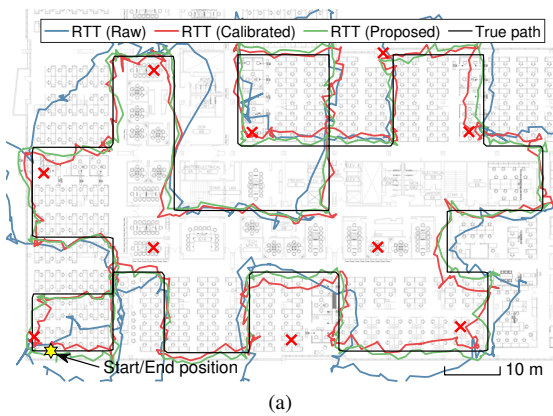 RTT (Raw) RTT (Calibrated) RTT (Proposed) True path
Start/End position
10 m
(a)